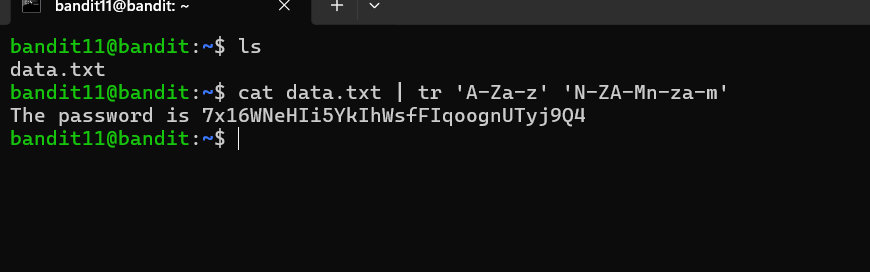 bandit11@bandit: ~
bandit11@bandit:~$ ls
data.txt
bandit11@bandit:~$ cat data.txt | tr 'A-Za-z' 'N-ZA-Mn-za-m'
The password is 7x16WNeHIi5YkIhWsfFIqoognUTyj9Q4
bandit11@bandit:~$